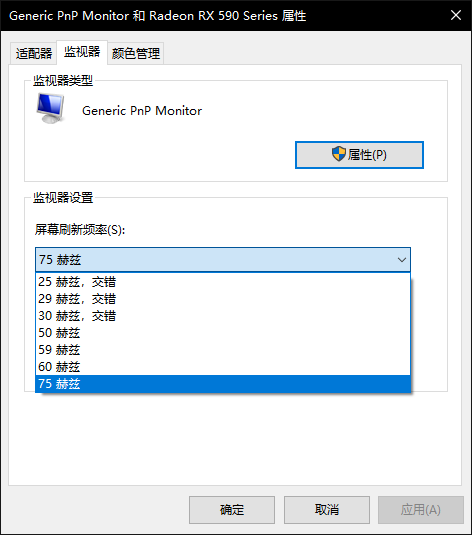 Generic PnP Monitor 和 Radeon RX 590 Series 属性
适配器 监视器 颜色管理
监视器类型
Generic PnP Monitor
属性(P)
监视器设置
屏幕刷新频率(S):
75 赫兹
25 赫兹，交错
29 赫兹，交错
30 赫兹，交错
50 赫兹
59 赫兹
60 赫兹
75 赫兹
确定 取消 应用(A)